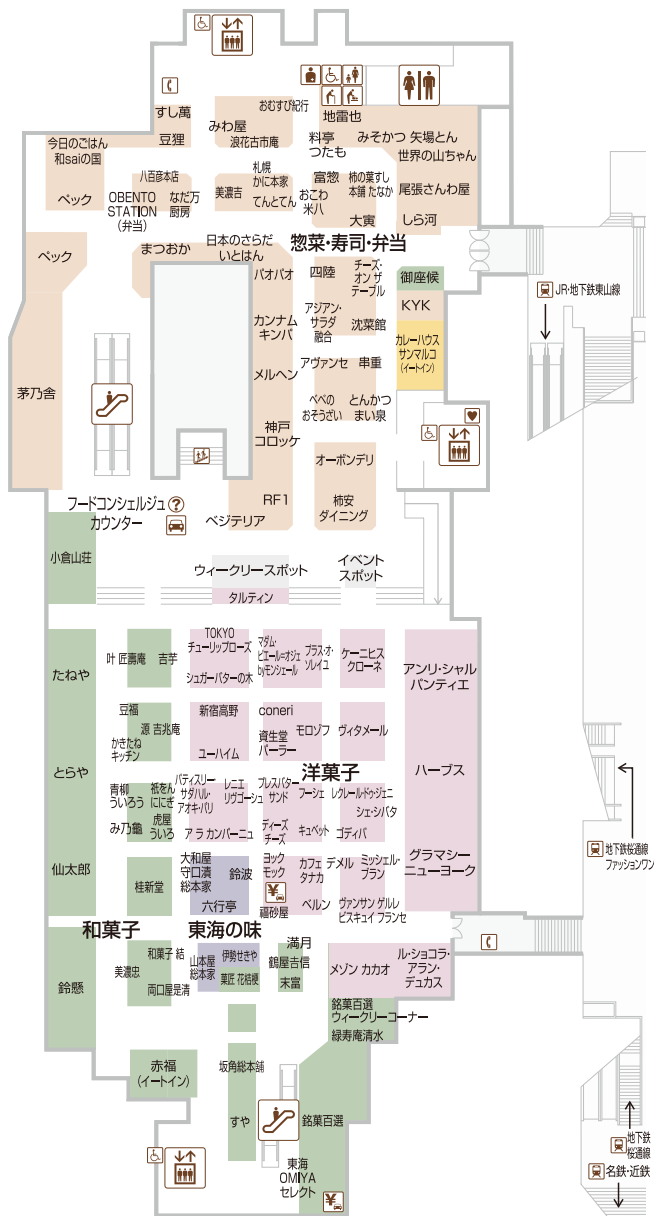 すし萬
豆狸
みわ屋
おむすび紀行
浪花古市庵
地雷也
料亭
つたも
みそかつ 矢場とん
世界の山ちゃん
今日のごはん
和saiの国
ペック
八百彦本店
OBENTO
STATION
(弁当)
なだ万
厨房
美濃吉
札幌
かに本家
てんとてん
富惣
おこわ
米八
柿の葉すし
本舗 たなか
大寅
尾張さんわ屋
しら河
ペック
まつおか
日本のさらだ
いとはん
惣菜・寿司・弁当
パオパオ
四陸
チーズ・
オン ザ
テーブル
御座候
KYK
カレーハウス
サンマルコ
(イートイン)
JR・地下鉄東山線
カンナム
キンパ
アジアン・
サラダ
融合
沈菜館
メルヘン
アヴァンセ
串重
べべの
おそうざい
とんかつ
まい泉
茅乃舎
神戸
コロッケ
オーボンデリ
RF1
柿安
ダイニング
ベジテリア
フードコンシェルジュ
カウンター
?
小倉山荘
ウィークリースポット
イベント
スポット
タルティン
たねや
叶 匠壽庵
吉芋
TOKYO
チューリップローズ
シュガーバターの木
マダム・
ピエール=オジェ
byモンシェール
プラス・オ・
ソレイユ
ケーニヒス
クローネ
アンリ・シャル
パンティエ
豆福
源 吉兆庵
かきたね
キッチン
新宿高野
ユーハイム
coneri
資生堂
パーラー
モロゾフ
ヴィタメール
とらや
洋菓子
ハーブス
青柳
ういろう
祇をん
ににぎ
み乃龜
虎屋
ういろ
パティスリー
サダハル・
アオキ・パリ
レニエ
リヴゴーシュ
ア ラ カンパーニュ
プレスバター
サンド
フーシェ
ディーズ
チーズ
キュベット
レクレールドゥ・ジェニ
シェ・シバタ
ゴディバ
地下鉄桜通線
ファッションワン
仙太郎
桂新堂
大和屋
守口漬
総本家
鈴波
六行亭
ヨック
モック
福砂屋
カフェ
タナカ
ベルン
デメル
ミッシェル・
ブラン
ヴァンサン ゲルレ
ビスキュイ フランセ
グラマシー
ニューヨーク
和菓子
東海の味
鈴懸
美濃忠
和菓子 結
両口屋是清
山本屋
総本家
伊勢せきや
菓匠 花桔梗
満月
鶴屋吉信
末富
メゾン カカオ
ル・ショコラ・
アラン・
デュカス
銘菓百選
ウィークリーコーナー
緑寿庵清水
赤福
(イートイン)
坂角総本舗
すや
銘菓百選
東海
OMIYA
セレクト
地下鉄
桜通線
名鉄・近鉄